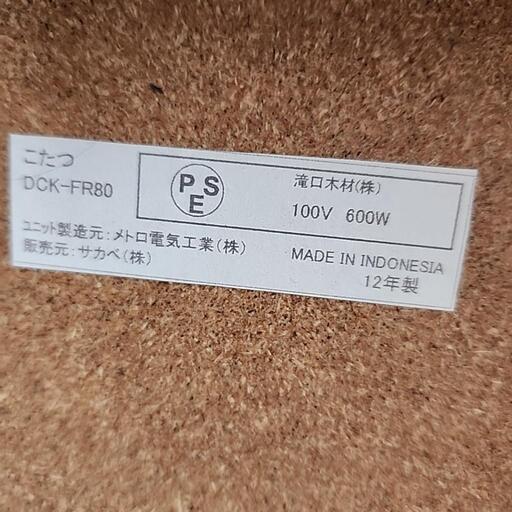 こたつ
DCK-FR80
PSE
滝口木材(株)
100V 600W
ユニット製造元:メトロ電気工業(株)
販売元:サカベ(株)
MADE IN INDONESIA
12年製